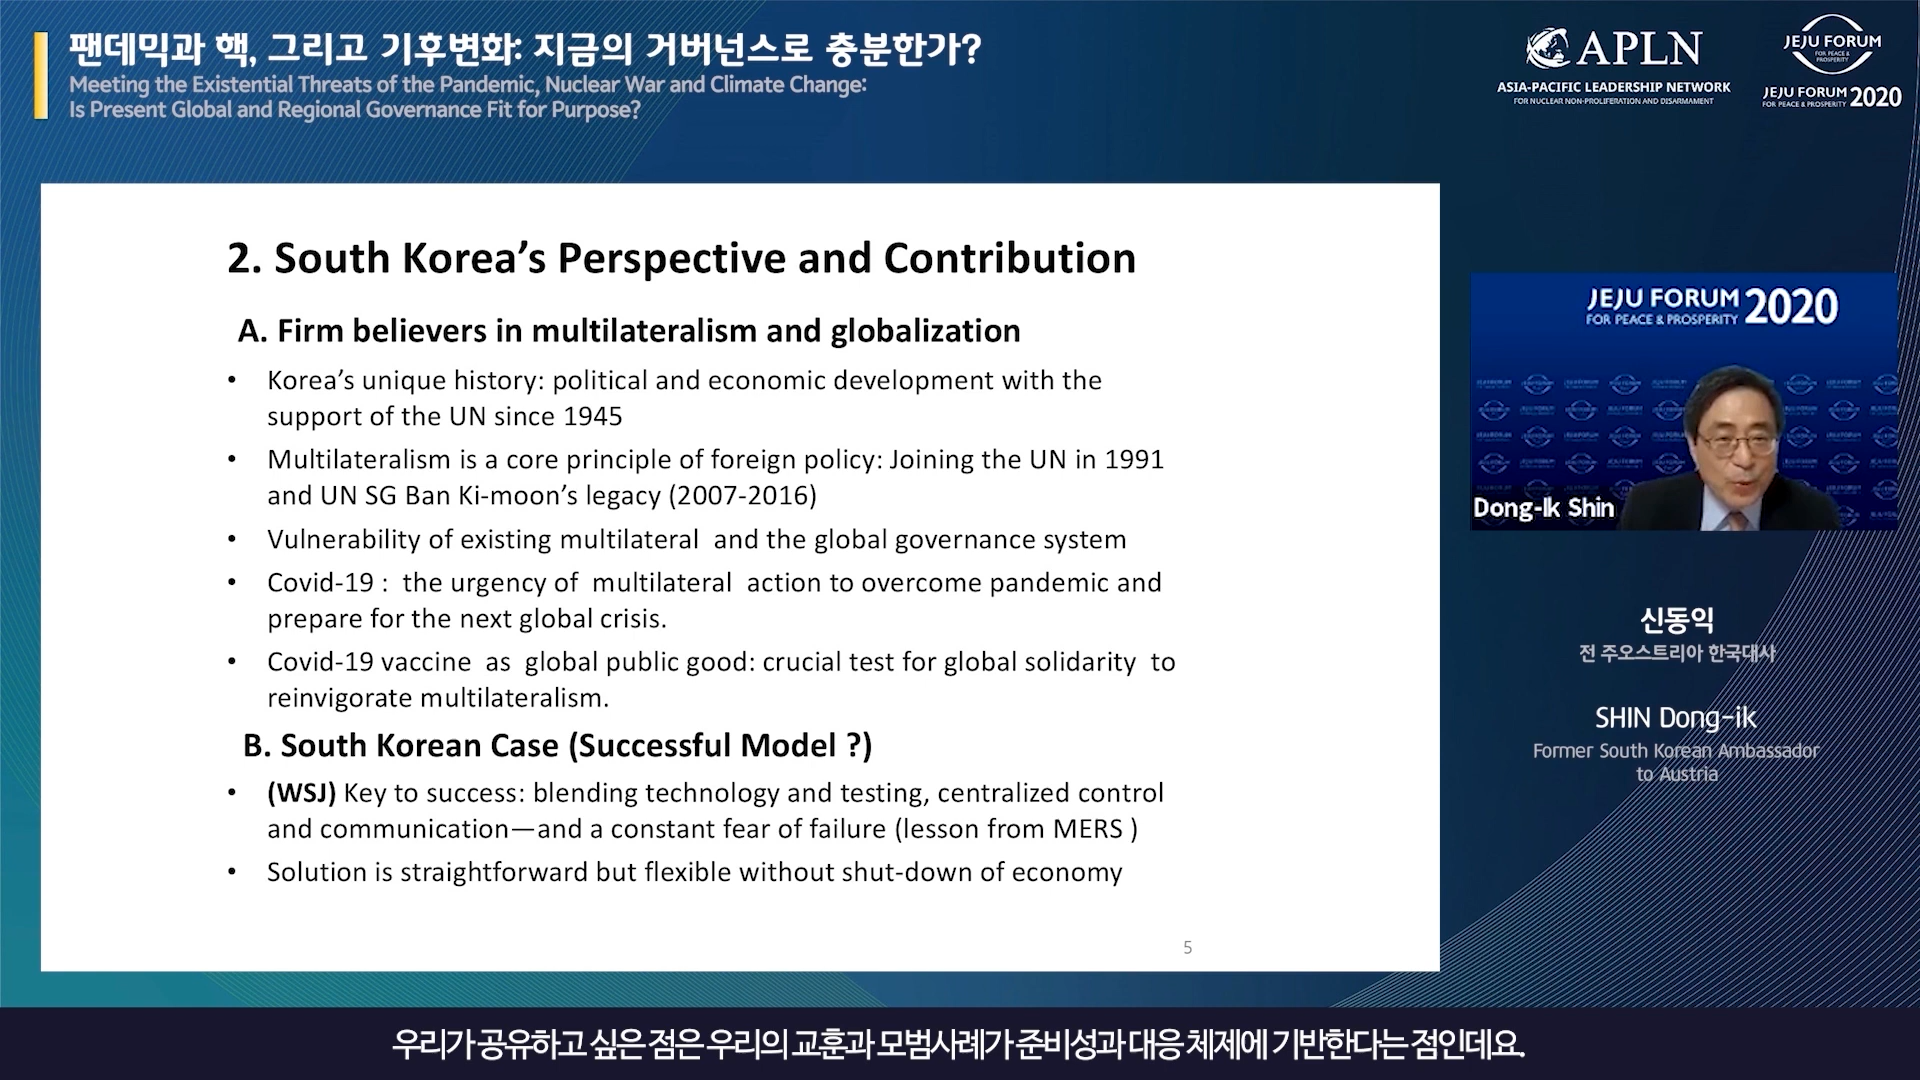 팬데믹과 핵, 그리고 기후변화: 지금의 거버넌스로 충분한가?
Meeting the Existential Threats of the Pandemic, Nuclear War and Climate Change:
Is Present Global and Regional Governance Fit for Purpose?
APLN
ASIA-PACIFIC LEADERSHIP NETWORK
FOR NUCLEAR NON-PROLIFERATION AND DISARMAMENT
JEJU FORUM
FOR PEACE &
PROSPERITY
JEJU FORUM
FOR PEACE & PROSPERITY 2020
2. South Korea’s Perspective and Contribution
A. Firm believers in multilateralism and globalization
• Korea’s unique history: political and economic development with the
support of the UN since 1945
• Multilateralism is a core principle of foreign policy: Joining the UN in 1991
and UN SG Ban Ki-moon’s legacy (2007-2016)
• Vulnerability of existing multilateral and the global governance system
• Covid-19 : the urgency of multilateral action to overcome pandemic and
prepare for the next global crisis.
• Covid-19 vaccine as global public good: crucial test for global solidarity to
reinvigorate multilateralism.
B. South Korean Case (Successful Model ?)
• (WSJ) Key to success: blending technology and testing, centralized control
and communication—and a constant fear of failure (lesson from MERS )
• Solution is straightforward but flexible without shut-down of economy
5
JEJU FORUM 2020
FOR PEACE & PROSPERITY
Dong-Ik Shin
신동익
전 주오스트리아 한국대사
SHIN Dong-ik
Former South Korean Ambassador
to Austria
우리가 공유하고 싶은 점은 우리의 교훈과 모범사례가 준비성과 대응 체제에 기반한다는 점인데요.